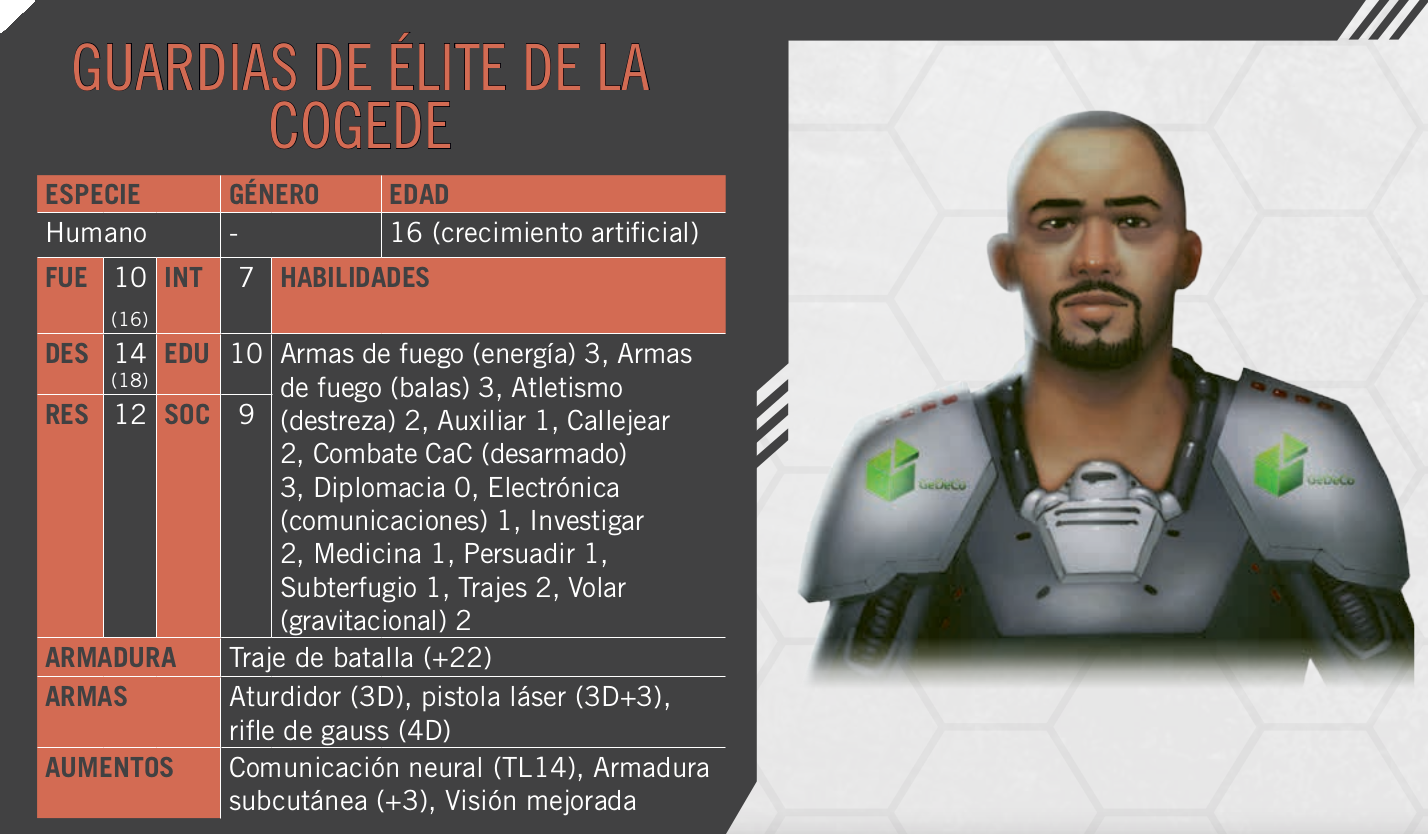 GUARDIAS DE ÉLITE DE LA
COGEDE
ESPECIE GÉNERO EDAD
Humano - 16 (crecimiento artificial)
FUE 10 INT 7 HABILIDADES
(16)
DES 14 EDU 10
(18)
RES 12 SOC 9
Armas de fuego (energía) 3, Armas
de fuego (balas) 3, Atletismo
(destreza) 2, Auxiliar 1, Callejear
2, Combate CaC (desarmado)
3, Diplomacia 0, Electrónica
(comunicaciones) 1, Investigar
2, Medicina 1, Persuadir 1,
Subterfugio 1, Trajes 2, Volar
(gravitacional) 2
ARMADURA Traje de batalla (+22)
ARMAS Aturdidor (3D), pistola láser (3D+3),
rifle de gauss (4D)
AUMENTOS Comunicación neural (TL14), Armadura
subcutánea (+3), Visión mejorada
GeDeCo
GeDeCo